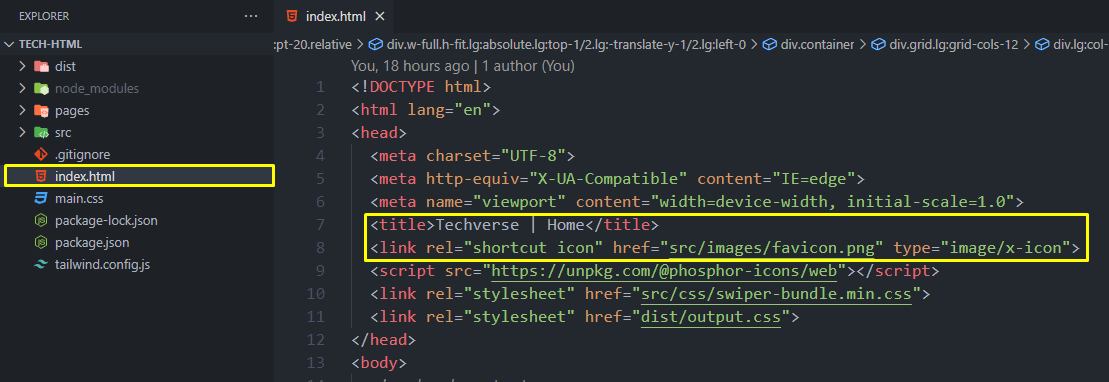 EXPLORER
TECH-HTML
dist
node_modules
pages
src
.gitignore
index.html
main.css
package-lock.json
package.json
tailwind.config.js
index.html
:pt-20.relative > div.w-full.h-fit.lg:absolute.lg:top-1/2.lg:-translate-y-1/2.lg:left-0 > div.container > div.grid.lg:grid-cols-12 > div.lg:col-
You, 18 hours ago | 1 author (You)
1 <!DOCTYPE html>
2 <html lang="en">
3 <head>
4 <meta charset="UTF-8">
5 <meta http-equiv="X-UA-Compatible" content="IE=edge">
6 <meta name="viewport" content="width=device-width, initial-scale=1.0">
7 <title>Techverse | Home</title>
8 <link rel="shortcut icon" href="src/images/favicon.png" type="image/x-icon">
9 <script src="https://unpkg.com/@phosphor-icons/web"></script>
10 <link rel="stylesheet" href="src/css/swiper-bundle.min.css">
11 <link rel="stylesheet" href="dist/output.css">
12 </head>
13 <body>